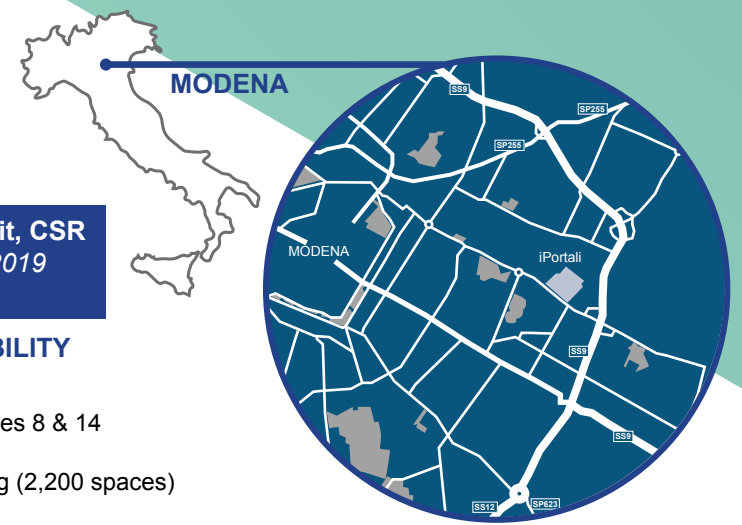 MODENA
SS9
SP255
SP255
it, CSR
2019
MODENA
iPortali
BILITY
SS9
es 8 & 14
SS9
g (2,200 spaces)
SS12
SP623